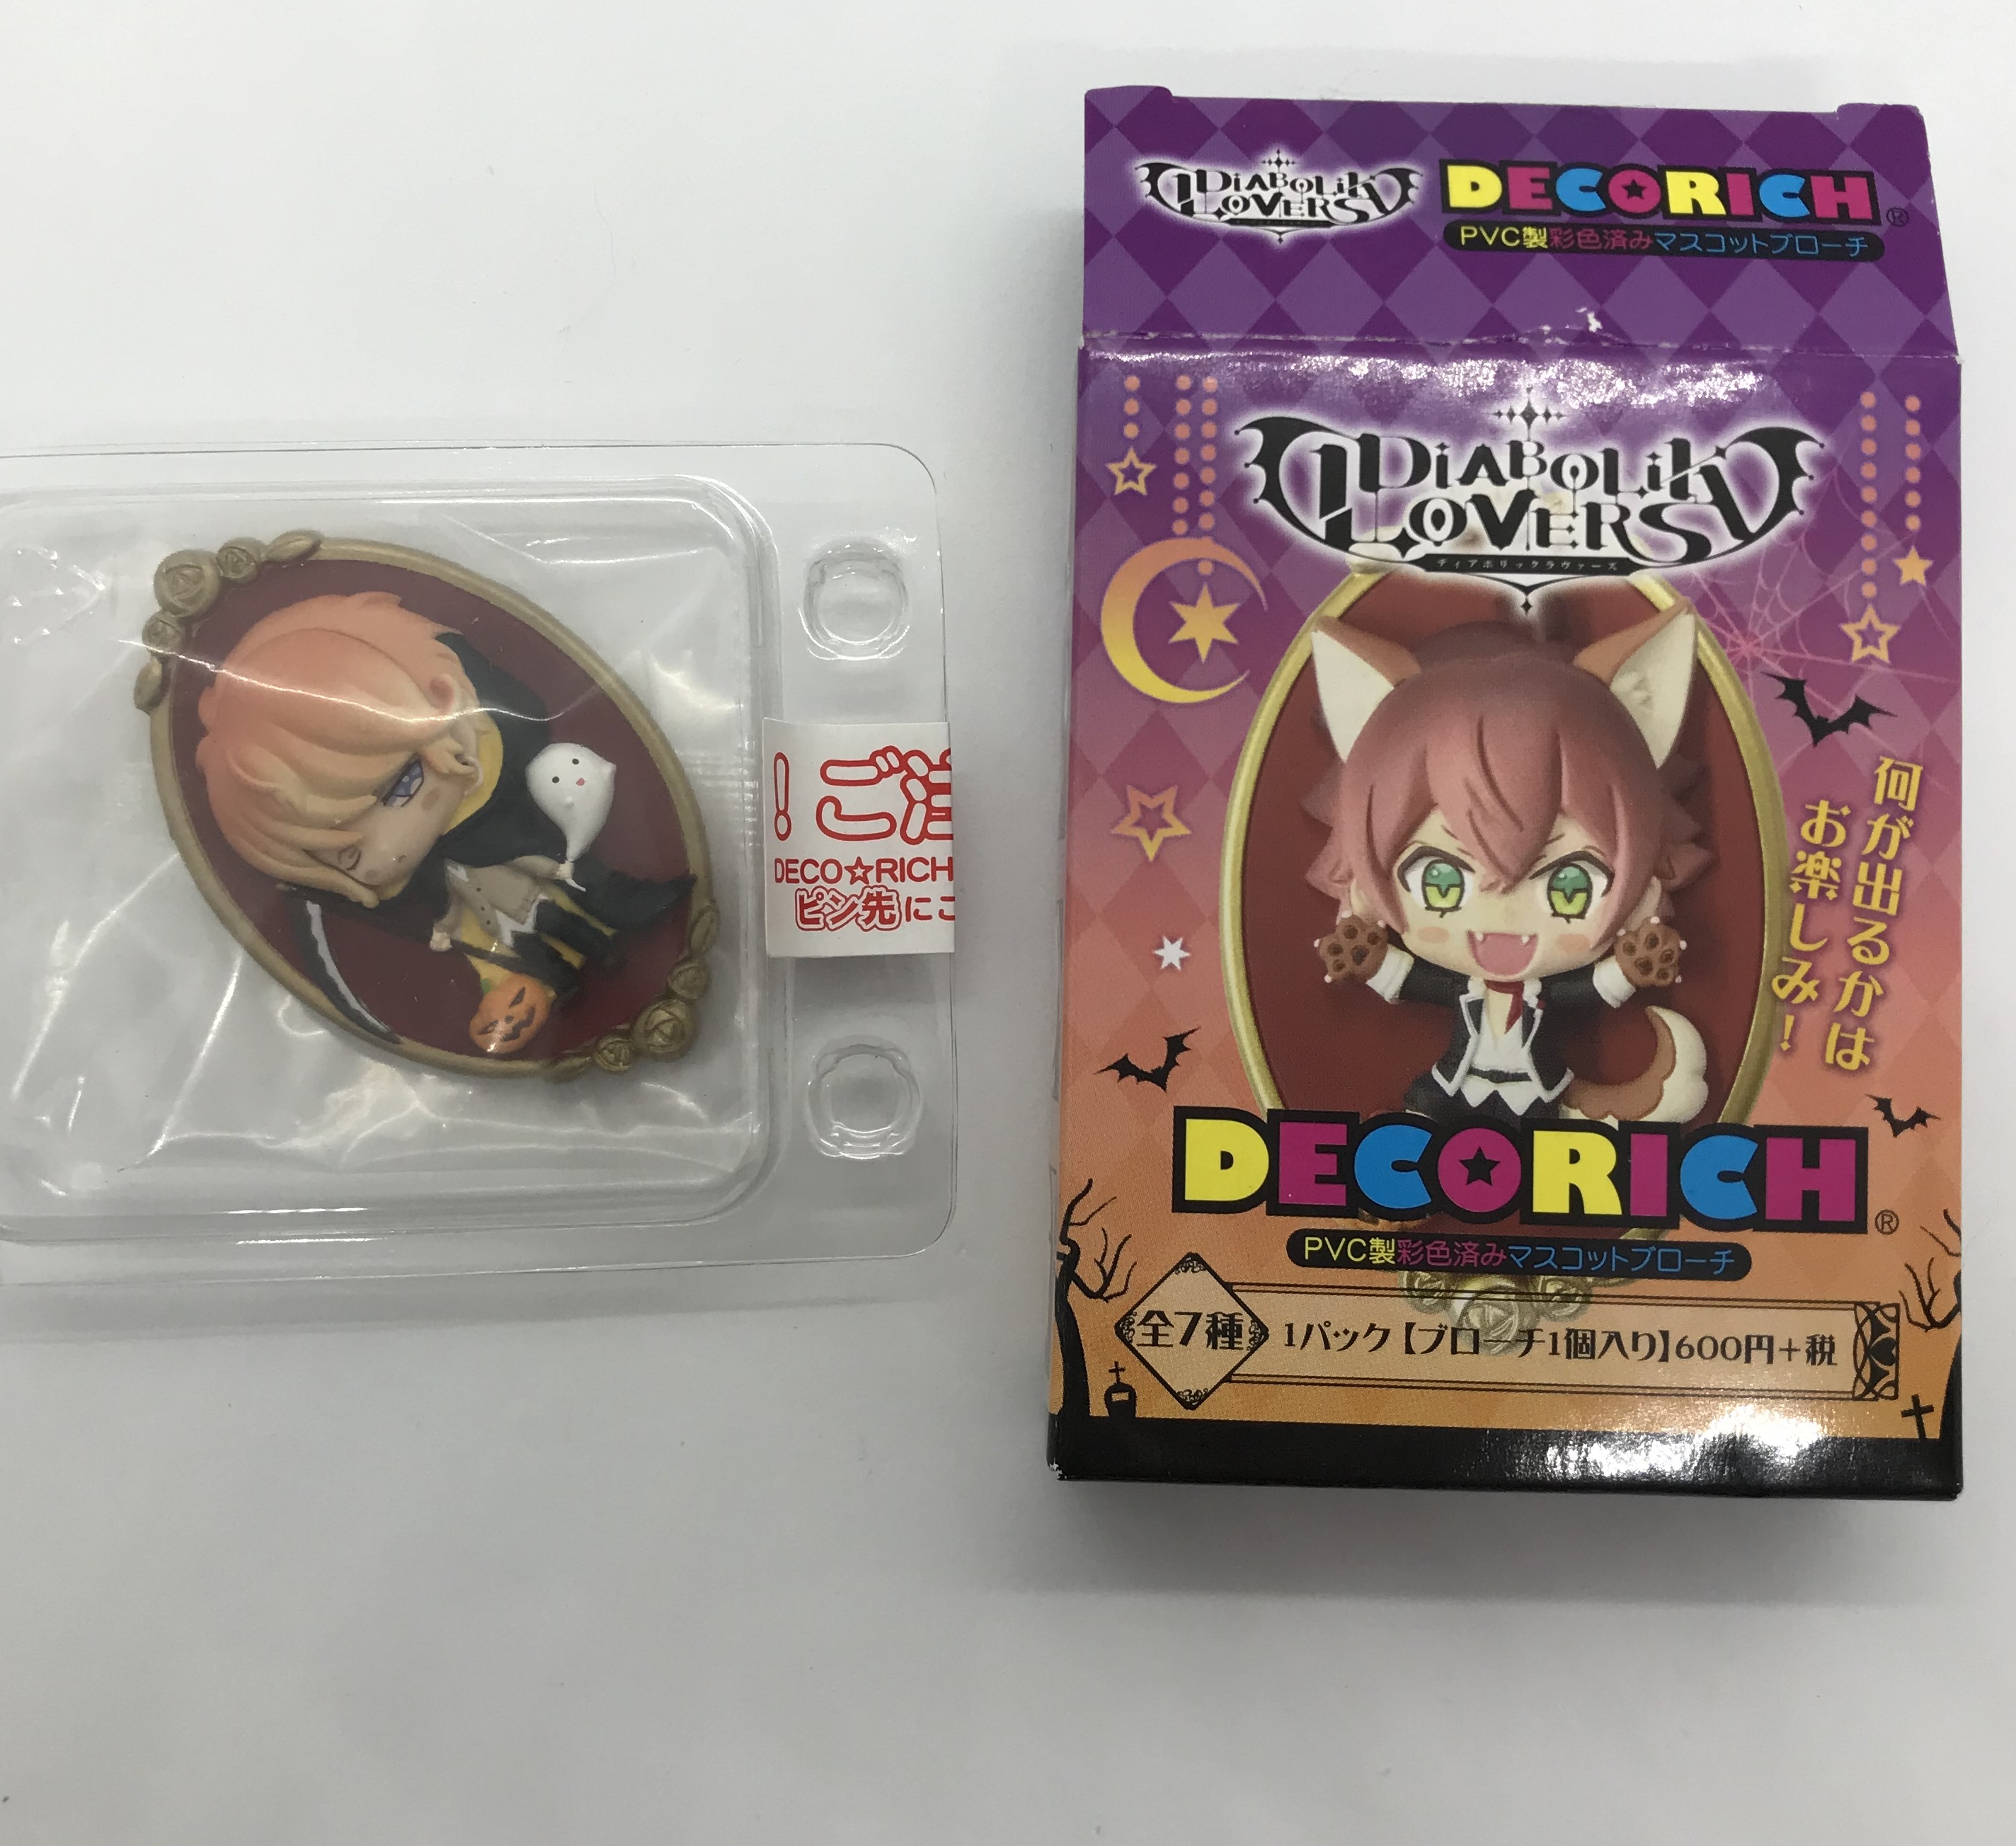 DIABOLIK LOVERS
DECORICH®
PVC製彩色済みマスコットブローチ
DIABOLIK LOVERS
ディアボリックラヴァーズ
何が出るかは
お楽しみ!
DECORICH®
PVC製彩色済みマスコットブローチ
全7種
1パック【ブローチ1個入り】600円+税
!ご注
DECO☆RICH
ピン先にご